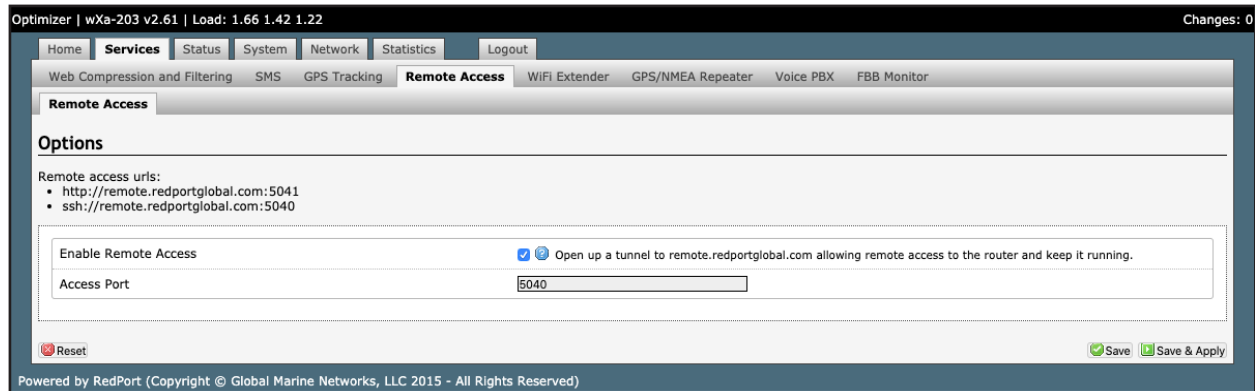 Optimizer | wXa-203 v2.61 | Load: 1.66 1.42 1.22 Changes: 0
Home Services Status System Network Statistics Logout
Web Compression and Filtering SMS GPS Tracking Remote Access WiFi Extender GPS/NMEA Repeater Voice PBX FBB Monitor
Remote Access
Options
Remote access urls:
• http://remote.redportglobal.com:5041
• ssh://remote.redportglobal.com:5040
Enable Remote Access Open up a tunnel to remote.redportglobal.com allowing remote access to the router and keep it running.
Access Port 5040
Reset Save Save & Apply
Powered by RedPort (Copyright © Global Marine Networks, LLC 2015 - All Rights Reserved)